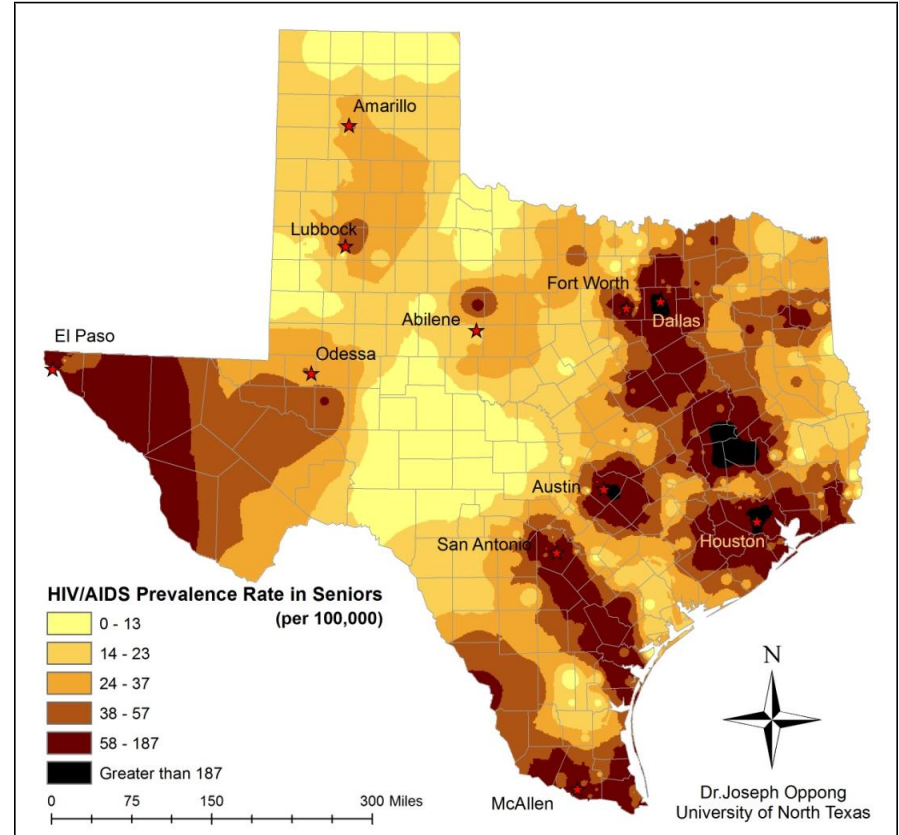 Amarillo
Lubbock
Fort Worth
Dallas
Abilene
El Paso
Odessa
Austin
San Antonio
Houston
HIV/AIDS Prevalence Rate in Seniors
(per 100,000)
0 - 13
14 - 23
24 - 37
38 - 57
58 - 187
Greater than 187
0 75 150 300 Miles
McAllen
N
Dr.Joseph Oppong
University of North Texas